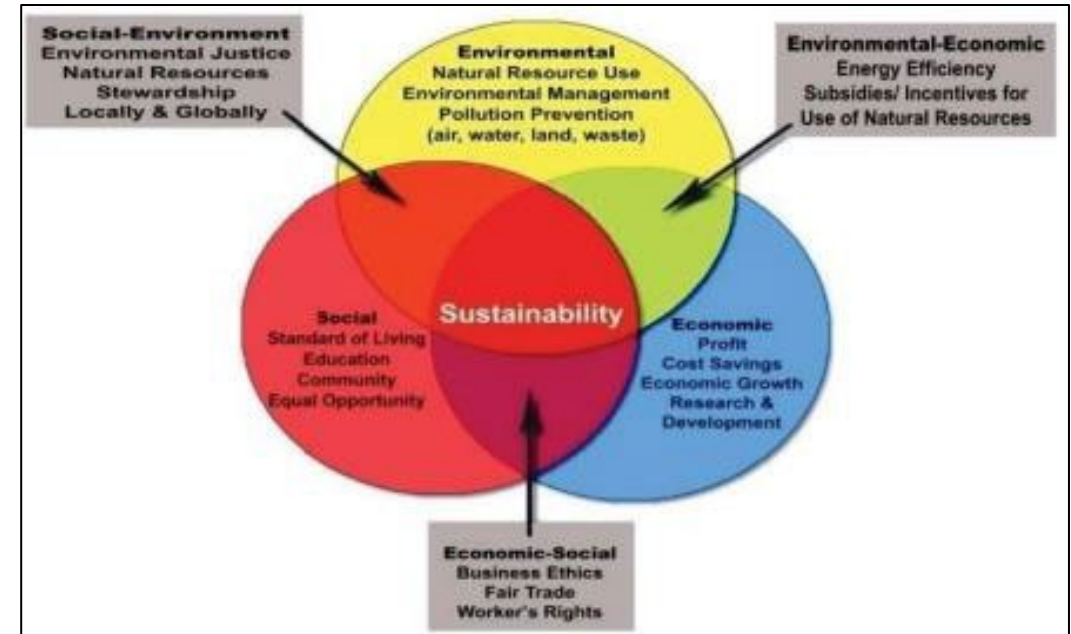 Social-Environment
Environmental Justice
Natural Resources
Stewardship
Locally & Globally
Environmental
Natural Resource Use
Environmental Management
Pollution Prevention
(air, water, land, waste)
Environmental-Economic
Energy Efficiency
Subsidies/ Incentives for
Use of Natural Resources
Sustainability
Social
Standard of Living
Education
Community
Equal Opportunity
Economic
Profit
Cost Savings
Economic Growth
Research &
Development
Economic-Social
Business Ethics
Fair Trade
Worker's Rights